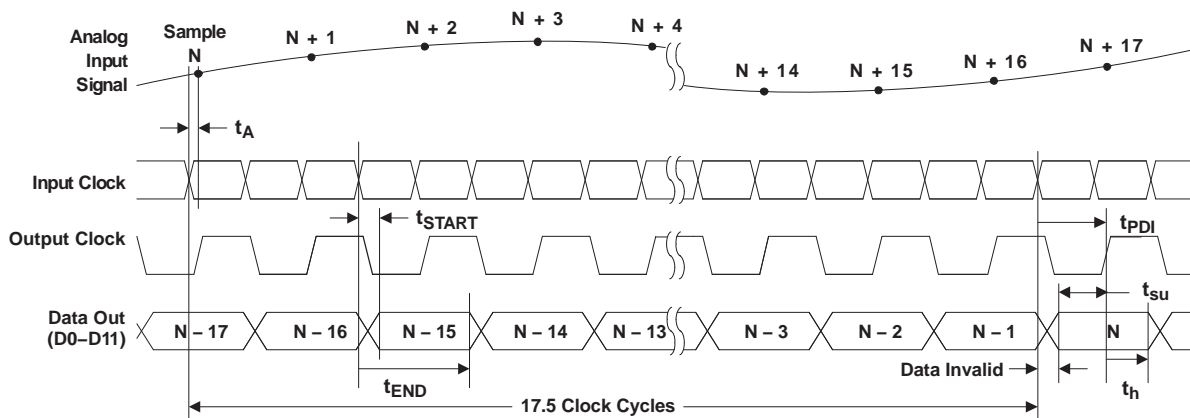 Analog
Input
Signal
Sample
N
N + 1
N + 2
N + 3
N + 4
N + 14
N + 15
N + 16
N + 17
tA
Input Clock
tSTART
tPDI
Output Clock
tsu
Data Out
(D0–D11)
N – 17
N – 16
N – 15
N – 14
N – 13
N – 3
N – 2
N – 1
N
Data Invalid
tEND
th
17.5 Clock Cycles